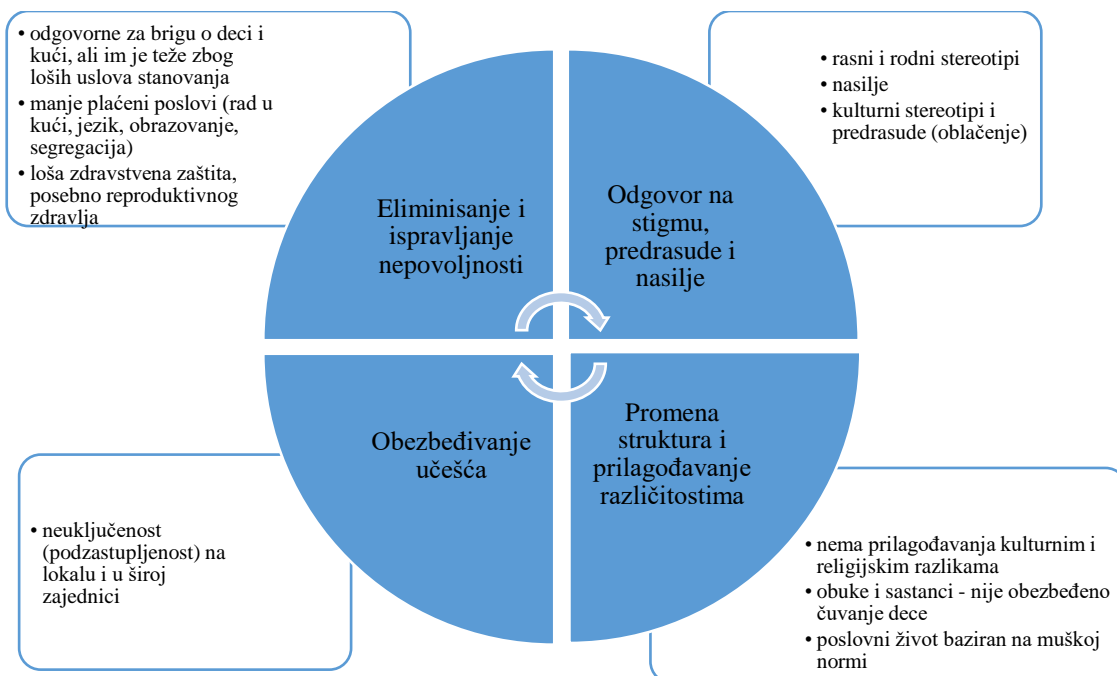 • odgovorne za brigu o deci i
kući, ali im je teže zbog
loših uslova stanovanja
• manje plaćeni poslovi (rad u
kući, jezik, obrazovanje,
segregacija)
• loša zdravstvena zaštita,
posebno reproduktivnog
zdravlja
• rasni i rodni stereotipi
• nasilje
• kulturni stereotipi i
predrasude (oblačenje)
Eliminisanje i
ispravljanje
nepovoljnosti
Odgovor na
stigmu,
predrasude i
nasilje
Obezbeđivanje
učešća
Promena
struktura i
prilagođavanje
različitostima
• neuključenost
(podzastupljenost) na
lokalu i u široj
zajednici
• nema prilagođavanja kulturnim i
religijskim razlikama
• obuke i sastanci - nije obezbeđeno
čuvanje dece
• poslovni život baziran na muškoj
normi